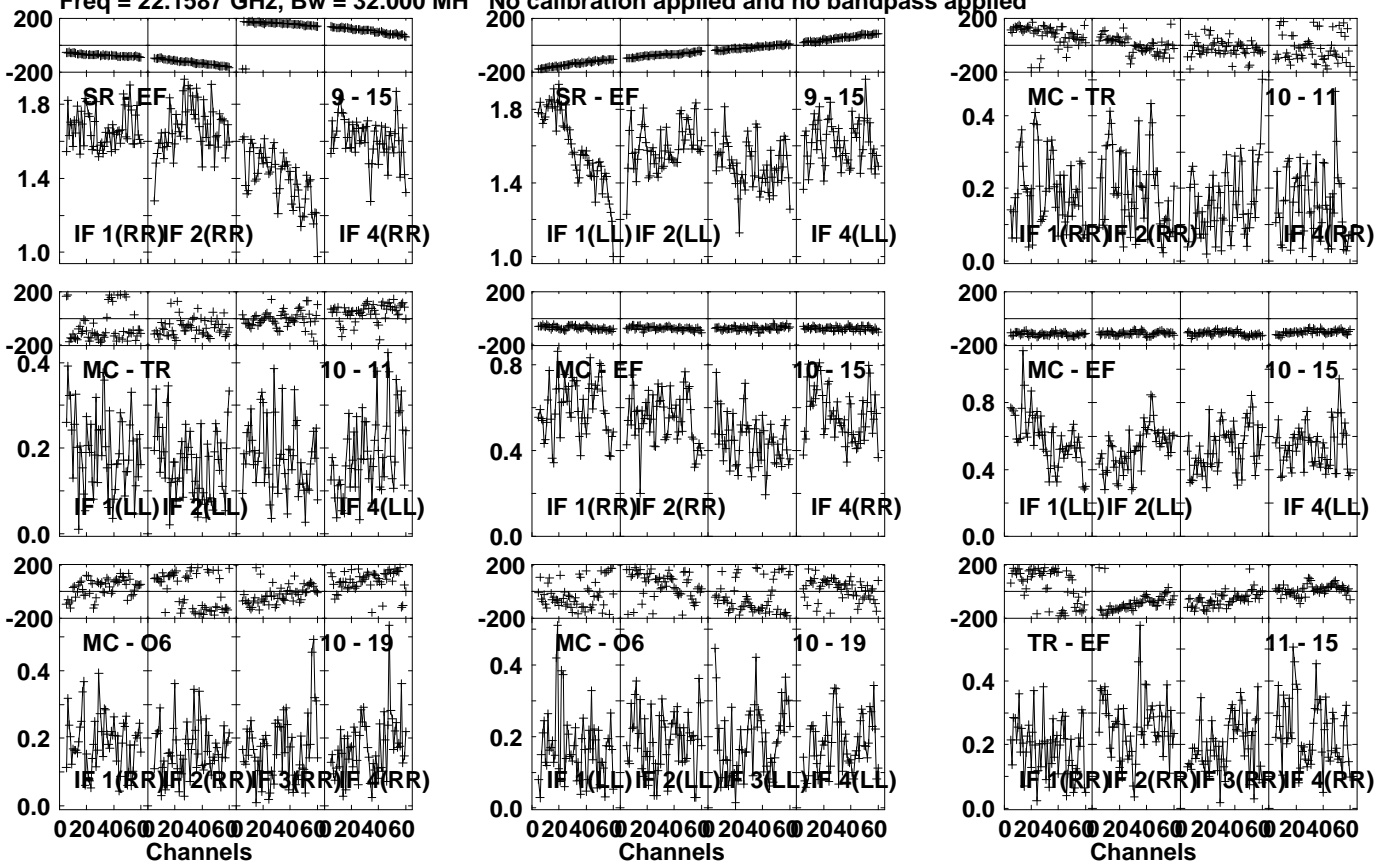 Freq = 22.1587 GHz, Bw = 32.000 MH No calibration applied and no bandpass applied
200
-200
1.8
1.4
1.0
SR - EF 9 - 15
IF 1(RR) IF 2(RR) IF 4(RR)
200
-200
1.8
1.4
1.0
SR - EF 9 - 15
IF 1(LL) IF 2(LL) IF 4(LL)
200
-200
0.4
0.2
0.0
MC - TR 10 - 11
IF 1(RR) IF 2(RR) IF 4(RR)
200
-200
0.4
0.2
0.0
MC - TR 10 - 11
IF 1(LL) IF 2(LL) IF 4(LL)
200
-200
0.8
0.4
0.0
MC - EF 10 - 15
IF 1(RR) IF 2(RR) IF 4(RR)
200
-200
0.8
0.4
0.0
MC - EF 10 - 15
IF 1(LL) IF 2(LL) IF 4(LL)
200
-200
0.4
0.2
0.0
MC - O6 10 - 19
IF 1(RR) IF 2(RR) IF 3(RR) IF 4(RR)
0 20 40 60 0 20 40 60 0 20 40 60 0 20 40 60
Channels
200
-200
0.4
0.2
0.0
MC - O6 10 - 19
IF 1(LL) IF 2(LL) IF 3(LL) IF 4(LL)
0 20 40 60 0 20 40 60 0 20 40 60 0 20 40 60
Channels
200
-200
0.4
0.2
0.0
TR - EF 11 - 15
IF 1(RR) IF 2(RR) IF 3(RR) IF 4(RR)
0 20 40 60 0 20 40 60 0 20 40 60 0 20 40 60
Channels